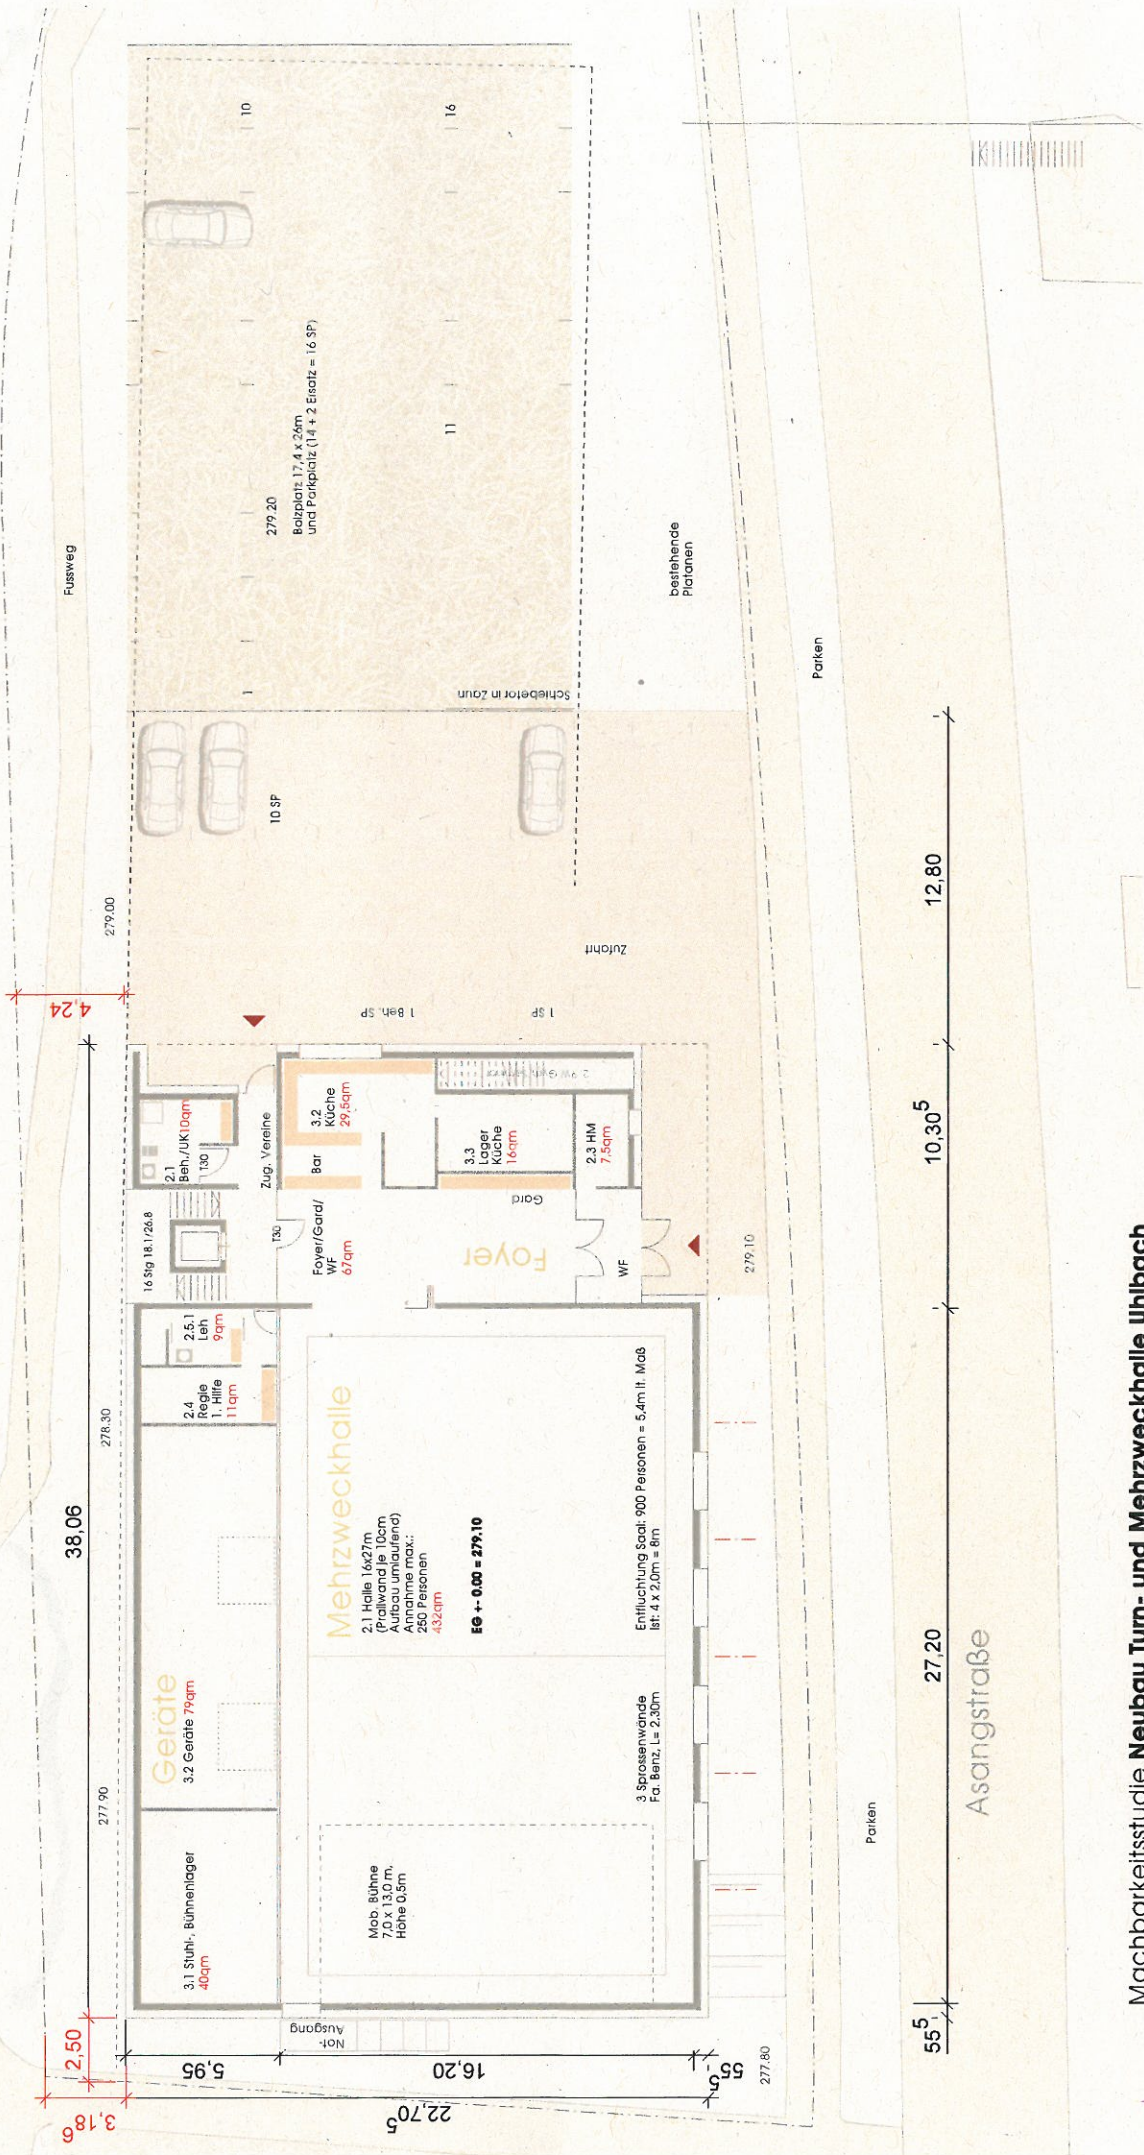 Fussweg
10
16
279.20
Bolzplatz 17,4 x 26m
und Parkplatz (14 + 2 Ersatz = 16 SP)
11
1
Schiebetor in Zaun
bestehende
Platanen
Parken
10 SP
279.00
4,24
Zufahrt
1 Beh. SP
1 SP
12,80
38,06
2.1
Beh./UK 10qm
T30
Zug. Vereine
3.2
Küche
29,5qm
Bar
3.3
Lager
Küche
16qm
2.3 HM
7,5qm
10,30⁵
16 Stg 18.1/26.8
T30
Foyer/Gard/
WF
67qm
Gard.
Foyer
WF
279.10
2.5.1
Leh
9qm
2.4
Regie
1. Hilfe
11qm
278.30
Mehrzweckhalle
2.1 Halle 16x27m
(Prallwand je 10cm
Aufbau umlaufend)
Annahme max.:
250 Personen
432qm
EG +- 0.00 = 279.10
Entfluchtung Saal: 900 Personen = 5,4m lt. Maß
Ist: 4 x 2,0m = 8m
Geräte
3.2 Geräte 79qm
277.90
3 Sprossenwände
Fa. Benz, L= 2,30m
27,20
Asangstraße
Parken
3.1 Stuhl-, Bühnenlager
40qm
Mob. Bühne
7,0 x 13,0 m,
Höhe 0,5m
Not-
Ausgang
2,50
3,18⁶
5,95
16,20
55⁵
22,70⁵
277.80
55⁵
Machbarkeitsstudie Neubau Turn- und Mehrzweckhalle Uhlbach